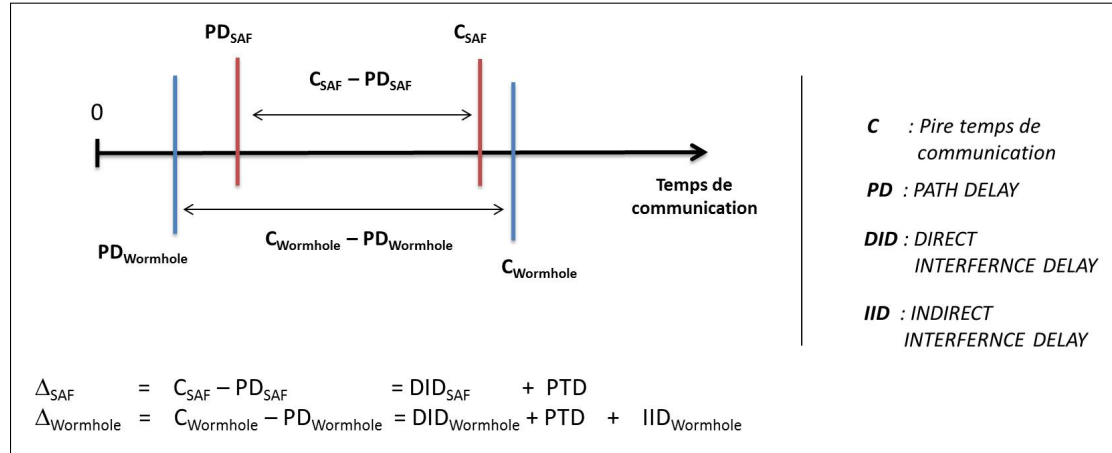 PD_SAF
C_SAF
C_SAF – PD_SAF
0
Temps de
communication
C_Wormhole – PD_Wormhole
PD_Wormhole
C_Wormhole
C : Pire temps de
communication
PD : PATH DELAY
DID : DIRECT
INTERFERNCE DELAY
IID : INDIRECT
INTERFERNCE DELAY
Δ_SAF = C_SAF – PD_SAF = DID_SAF + PTD
Δ_Wormhole = C_Wormhole – PD_Wormhole = DID_Wormhole + PTD + IID_Wormhole